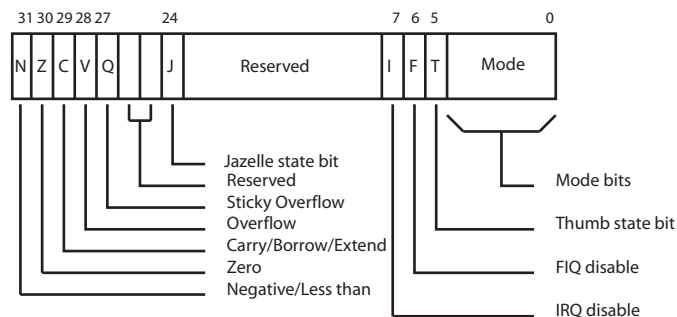 31 30 29 28 27 24 7 6 5 0
N Z C V Q J Reserved I F T Mode
Jazelle state bit
Reserved
Sticky Overflow
Overflow
Carry/Borrow/Extend
Zero
Negative/Less than
Mode bits
Thumb state bit
FIQ disable
IRQ disable